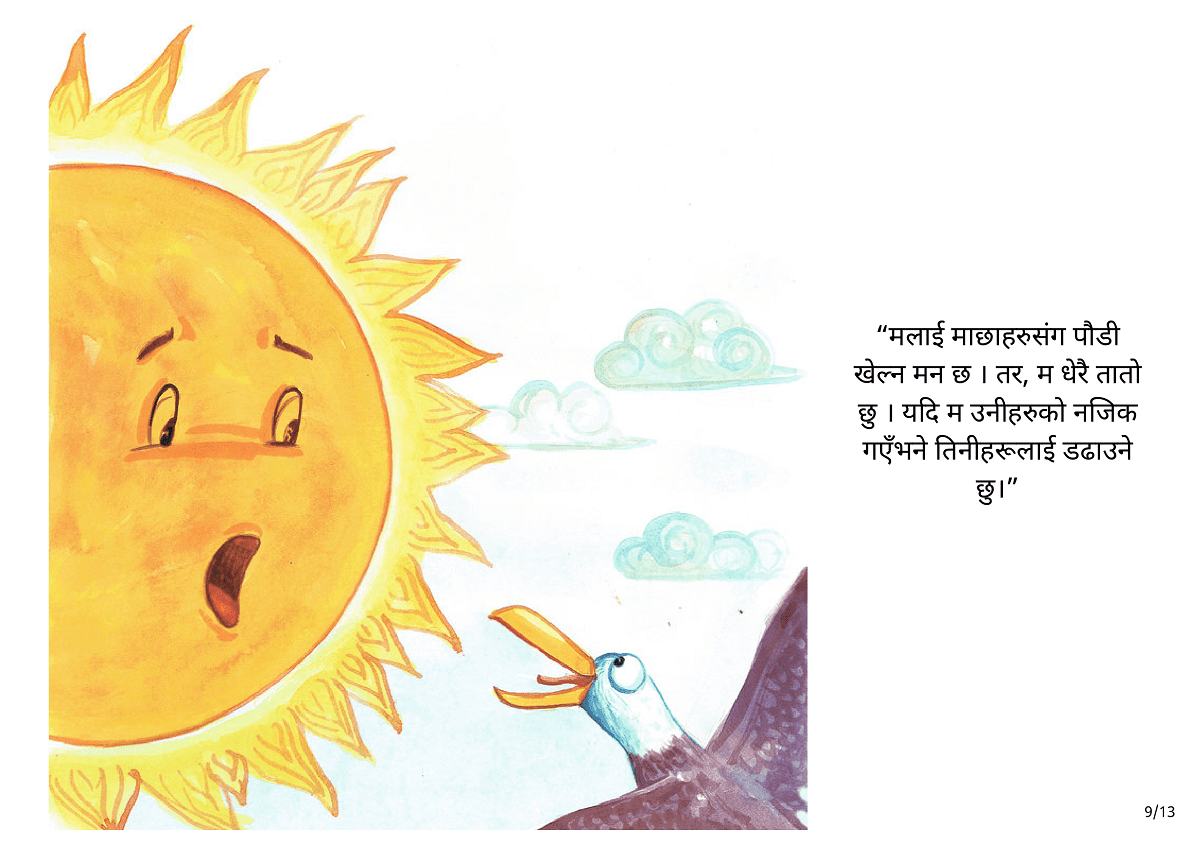 “मलाई माछाहरुसंग पौडी
खेल्न मन छ । तर, म धेरै तातो
छु । यदि म उनीहरुको नजिक
गएँभने तिनीहरूलाई डढाउने
छु।”
9/13